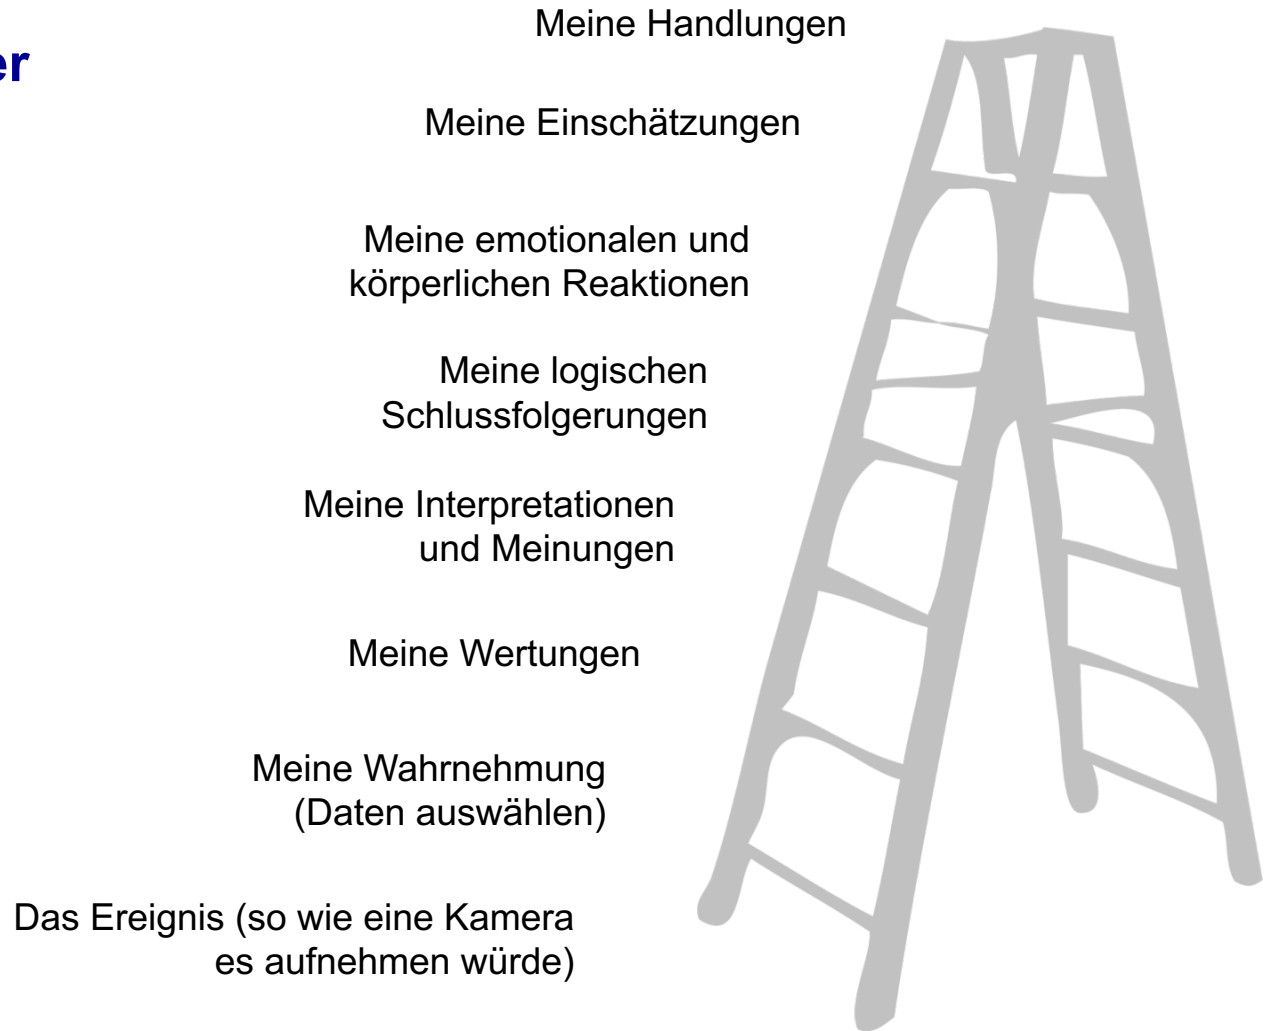 Meine Handlungen
Meine Einschätzungen
Meine emotionalen und
körperlichen Reaktionen
Meine logischen
Schlussfolgerungen
Meine Interpretationen
und Meinungen
Meine Wertungen
Meine Wahrnehmung
(Daten auswählen)
Das Ereignis (so wie eine Kamera
es aufnehmen würde)